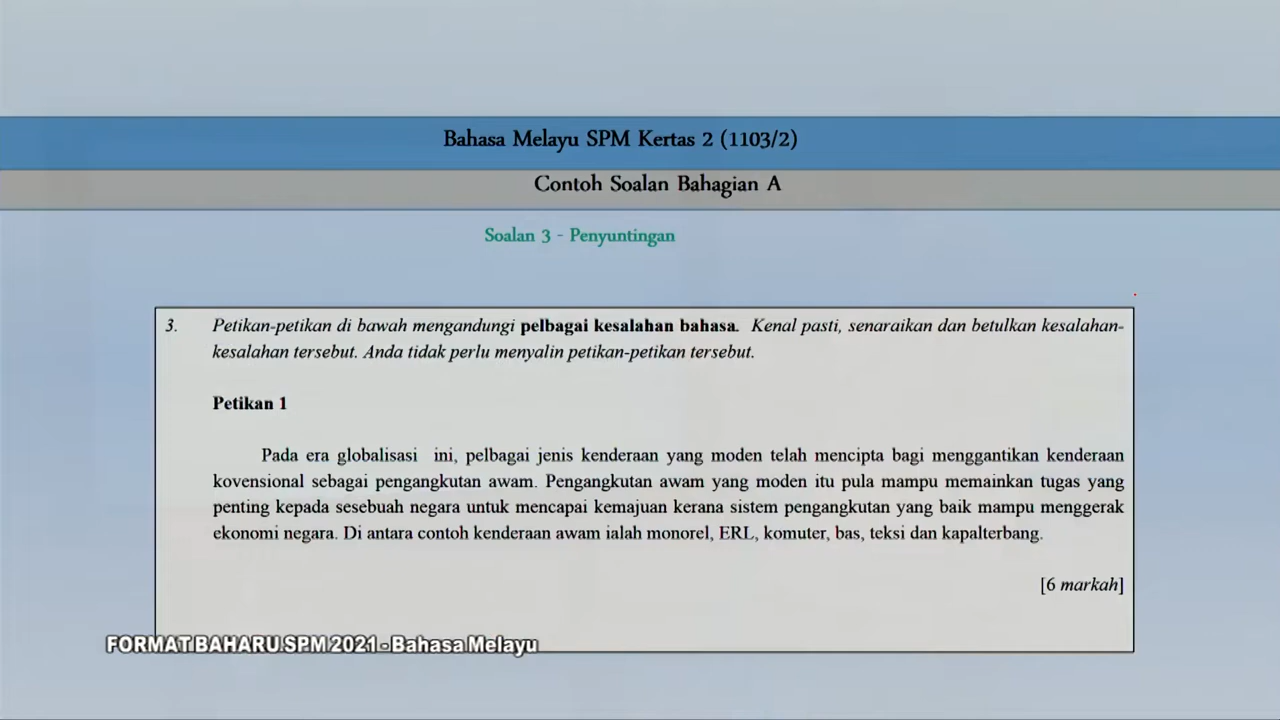 Bahasa Melayu SPM Kertas 2 (1103/2)
Contoh Soalan Bahagian A
Soalan 3 - Penyuntingan
3. Petikan-petikan di bawah mengandungi pelbagai kesalahan bahasa. Kenal pasti, senaraikan dan betulkan kesalahan-
kesalahan tersebut. Anda tidak perlu menyalin petikan-petikan tersebut.
Petikan 1
Pada era globalisasi ini, pelbagai jenis kenderaan yang moden telah mencipta bagi menggantikan kenderaan
kovensional sebagai pengangkutan awam. Pengangkutan awam yang moden itu pula mampu memainkan tugas yang
penting kepada sesebuah negara untuk mencapai kemajuan kerana sistem pengangkutan yang baik mampu menggerak
ekonomi negara. Di antara contoh kenderaan awam ialah monorel, ERL, komuter, bas, teksi dan kapalterbang.
[6 markah]
FORMAT BAHARU SPM 2021 - Bahasa Melayu